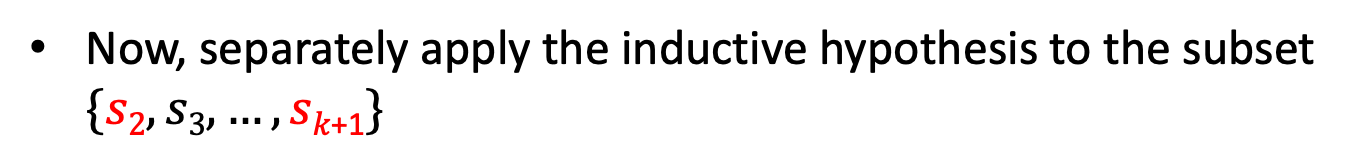 • Now, separately apply the inductive hypothesis to the subset
{s₂, s₃, … , sₖ₊₁}